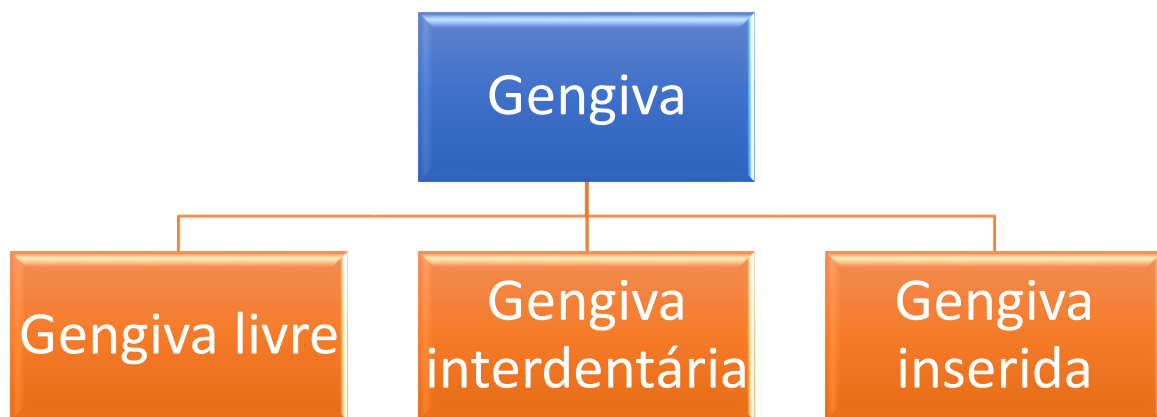 Gengiva
Gengiva livre
Gengiva
interdentária
Gengiva
inserida